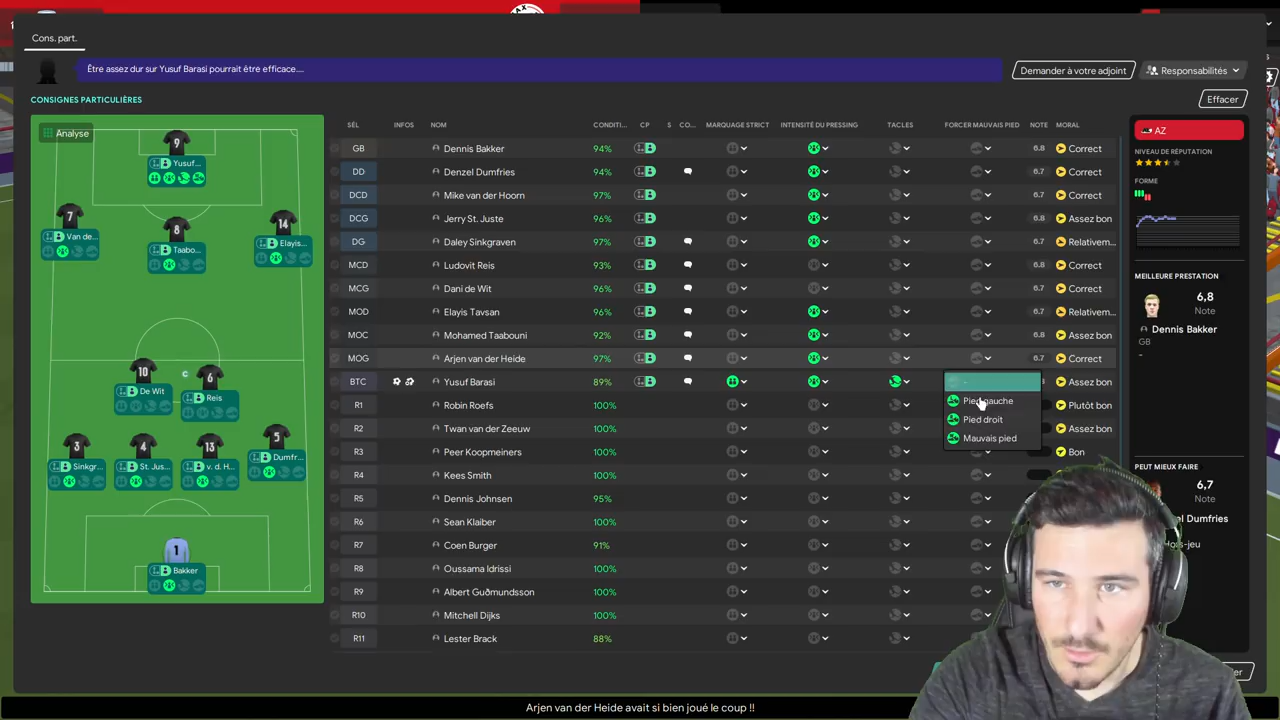 Cons. part.
Être assez dur sur Yusuf Barasi pourrait être efficace....
Demander à votre adjoint
Responsabilités
CONSIGNES PARTICULIÈRES
Effacer
Analyse
9
Yusuf...
7
Van de...
8
Taabo...
14
Elayis...
10
De Wit
C
6
Reis
3
Sinkgr...
4
St. Jus...
13
v. d. H...
5
Dumfr...
1
Bakker
SÉL INFOS NOM CONDITI... CP S CO... MARQUAGE STRICT INTENSITÉ DU PRESSING TACLES FORCER MAUVAIS PIED NOTE MORAL
GB Dennis Bakker 94% 6.8 Correct
DD Denzel Dumfries 94% 6.7 Correct
DCD Mike van der Hoorn 97% 6.7 Correct
DCG Jerry St. Juste 96% 6.8 Assez bon
DG Daley Sinkgraven 97% 6.7 Relativem...
MCD Ludovit Reis 93% 6.8 Correct
MCG Dani de Wit 96% 6.8 Correct
MOD Elayis Tavsan 96% 6.8 Relativem...
MOC Mohamed Taabouni 92% 6.8 Assez bon
MOG Arjen van der Heide 97% 6.7 Correct
BTC Yusuf Barasi 89% Assez bon
R1 Robin Roefs 100% Plutôt bon
R2 Twan van der Zeeuw 100% Assez bon
R3 Peer Koopmeiners 100% Bon
R4 Kees Smith 100%
R5 Dennis Johnsen 95%
R6 Sean Klaiber 100%
R7 Coen Burger 91%
R8 Oussama Idrissi 100%
R9 Albert Guðmundsson 100%
R10 Mitchell Dijks 100%
R11 Lester Brack 88%
-
Pied gauche
Pied droit
Mauvais pied
AZ
NIVEAU DE RÉPUTATION
FORME
MEILLEURE PRESTATION
6,8
Note
Dennis Bakker
GB
-
PEUT MIEUX FAIRE
6,7
Note
Dumfries
Hors-jeu
Arjen van der Heide avait si bien joué le coup !!